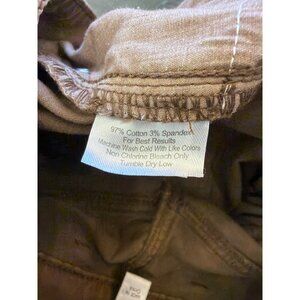 97% Cotton 3% Spandex
For Best Results
Machine Wash Cold With Like Colors
Non Chlorine Bleach Only
Tumble Dry Low